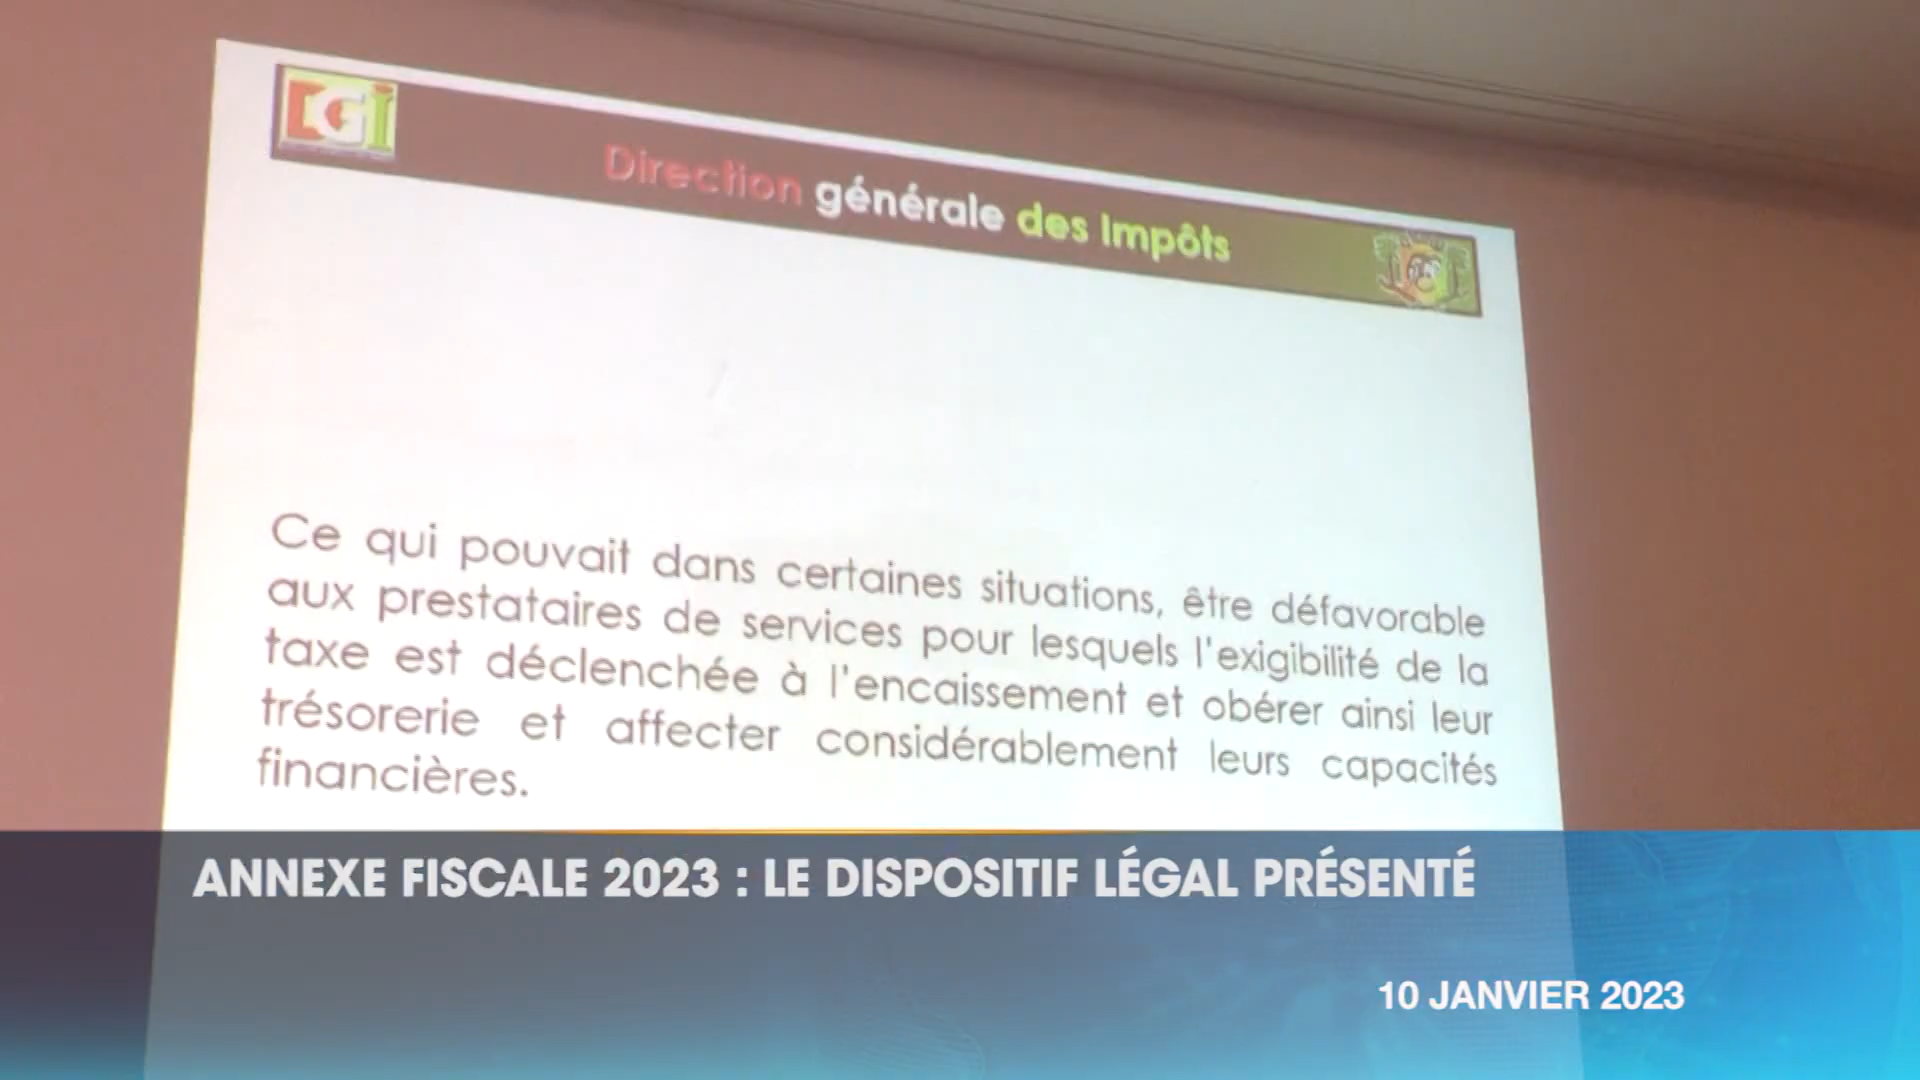 DGI
Direction générale des Impôts
Ce qui pouvait dans certaines situations, être défavorable
aux prestataires de services pour lesquels l'exigibilité de la
taxe est déclenchée à l'encaissement et obérer ainsi leur
trésorerie et affecter considérablement leurs capacités
financières.
ANNEXE FISCALE 2023 : LE DISPOSITIF LÉGAL PRÉSENTÉ
10 JANVIER 2023